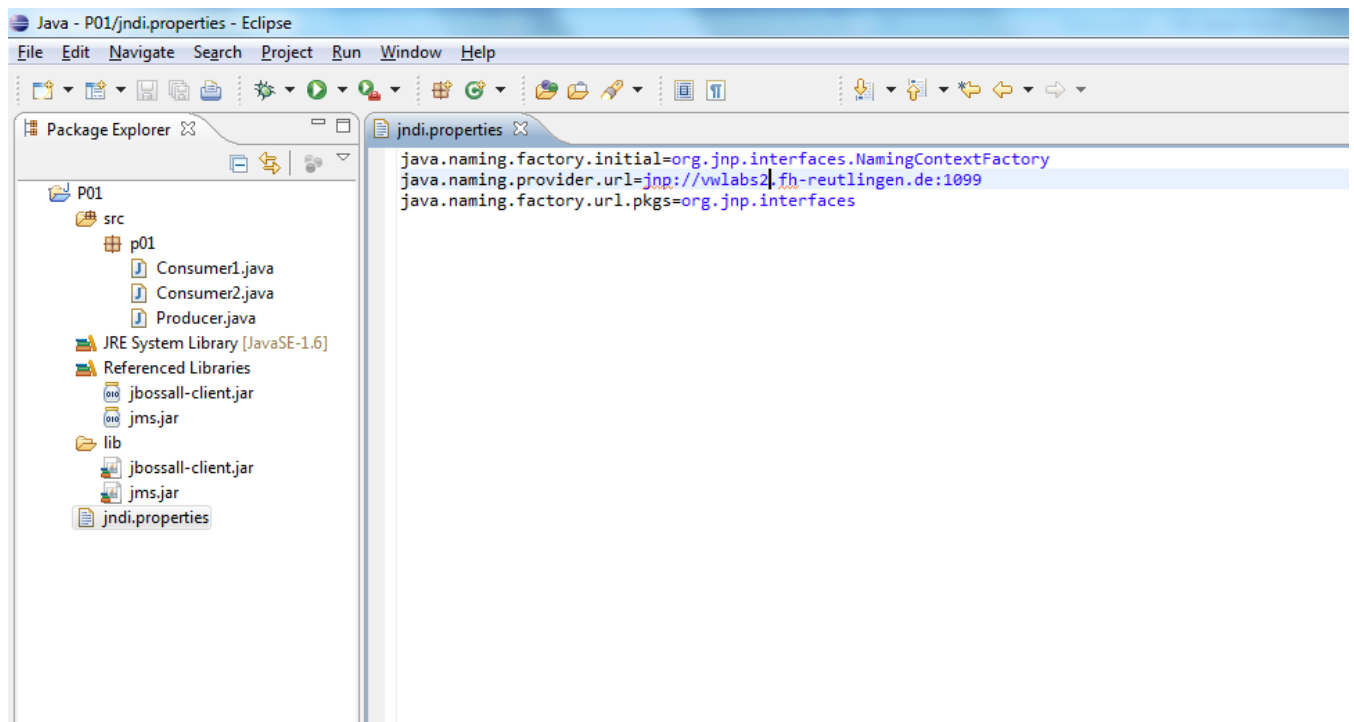 Java - P01/jndi.properties - Eclipse
File Edit Navigate Search Project Run Window Help
Package Explorer
P01
src
p01
Consumer1.java
Consumer2.java
Producer.java
JRE System Library [JavaSE-1.6]
Referenced Libraries
jbossall-client.jar
jms.jar
lib
jbossall-client.jar
jms.jar
jndi.properties
jndi.properties
java.naming.factory.initial=org.jnp.interfaces.NamingContextFactory
java.naming.provider.url=jnp://vwlabs2.fh-reutlingen.de:1099
java.naming.factory.url.pkgs=org.jnp.interfaces